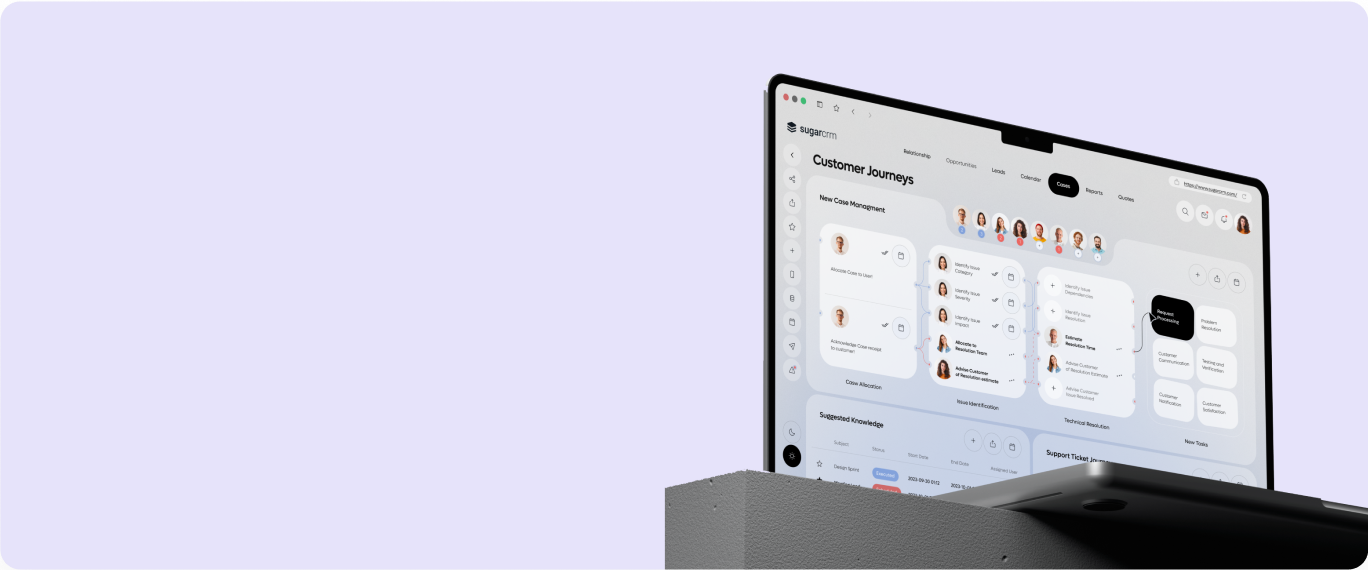 sugarcrm
Relationship
Opportunities
Leads
Calendar
Cases
Reports
Quotes
https://www.sugarcrm.com/
Customer Journeys
New Case Managment
Allocate Case to User!
Acknowledge Case receipt
to customer!
Case Allocation
Identify Issue
Category
Identify Issue
Severity
Identify Issue
Impact
Allocate to
Resolution Team
Advise Customer
of Resolution estimate
Issue Identification
Identify Issue
Dependencies
Identify Issue
Resolution
Estimate
Resolution Time
Advise Customer
of Resolution Estimate
Advise Customer
Issue Resolved
Technical Resolution
Request
Processing
Problem
Resolution
Customer
Communication
Testing and
Verification
Customer
Notification
Customer
Satisfaction
New Tasks
Suggested Knowledge
Subject
Status
Start Date
End Date
Assigned User
Design Sprint
2023-09-20 01:12
Support Ticket